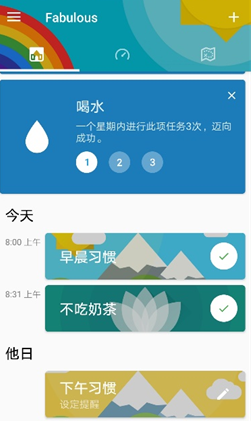 Fabulous
喝水
一个星期内进行此项任务3次，迈向
成功。
1 2 3
今天
8:00 上午
早晨习惯
8:31 上午
不吃奶茶
他日
下午习惯
设定提醒